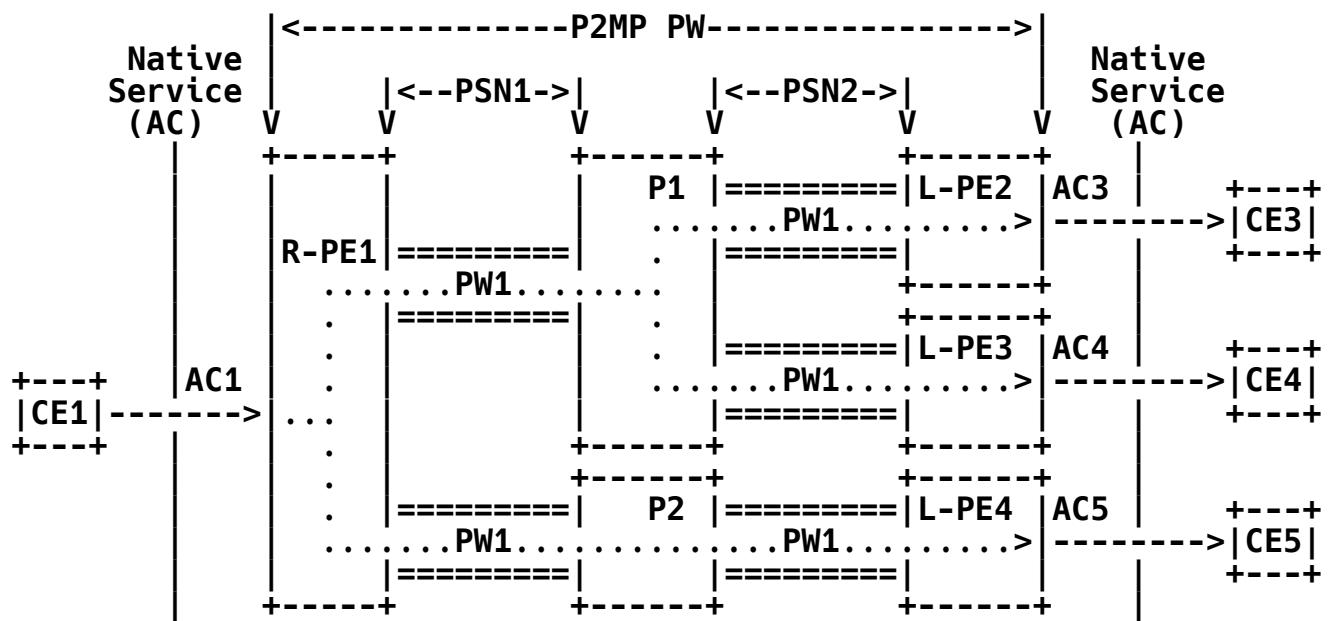 |<--------------P2MP PW---------------->|
Native Native
Service |<--PSN1->| |<--PSN2->| Service
(AC) V V V V V V (AC)
P1 |=========|L-PE2 AC3 +---+
.......PW1.........> -------->|CE3|
R-PE1|=========| . |=========| +---+
.......PW1........
. |=========| .
. . |=========|L-PE3 AC4 +---+
+---+ AC1 . .......PW1.........> -------->|CE4|
|CE1|------->|... |=========| +---+
+---+
. |=========| P2 |=========|L-PE4 AC5 +---+
.......PW1..............PW1.........> -------->|CE5|
|=========| |=========| +---+